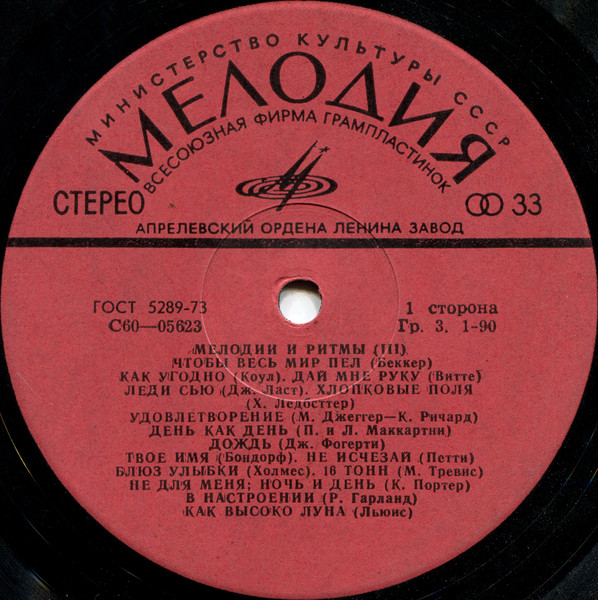 МИНИСТЕРСТВО КУЛЬТУРЫ СССР
МЕЛОДИЯ
ВСЕСОЮЗНАЯ ФИРМА ГРАМПЛАСТИНОК
СТЕРЕО 33
АПРЕЛЕВСКИЙ ОРДЕНА ЛЕНИНА ЗАВОД
ГОСТ 5289-73 1 сторона
С60—05623 Гр. 3. 1-90
МЕЛОДИИ И РИТМЫ (III)
ЧТОБЫ ВЕСЬ МИР ПЕЛ (Беккер)
КАК УГОДНО (Коул). ДАЙ МНЕ РУКУ (Витте)
ЛЕДИ СЬЮ (Дж. Ласт). ХЛОПКОВЫЕ ПОЛЯ
(Х. Ледбсттер)
УДОВЛЕТВОРЕНИЕ (М. Джеггер—К. Ричард)
ДЕНЬ КАК ДЕНЬ (П. и Л. Маккартни)
ДОЖДЬ (Дж. Фогерти)
ТВОЕ ИМЯ (Бондорф). НЕ ИСЧЕЗАЙ (Петти)
БЛЮЗ УЛЫБКИ (Холмес). 16 ТОНН (М. Тревис)
НЕ ДЛЯ МЕНЯ; НОЧЬ И ДЕНЬ (К. Портер)
В НАСТРОЕНИИ (Р. Гарланд)
КАК ВЫСОКО ЛУНА (Льюис)